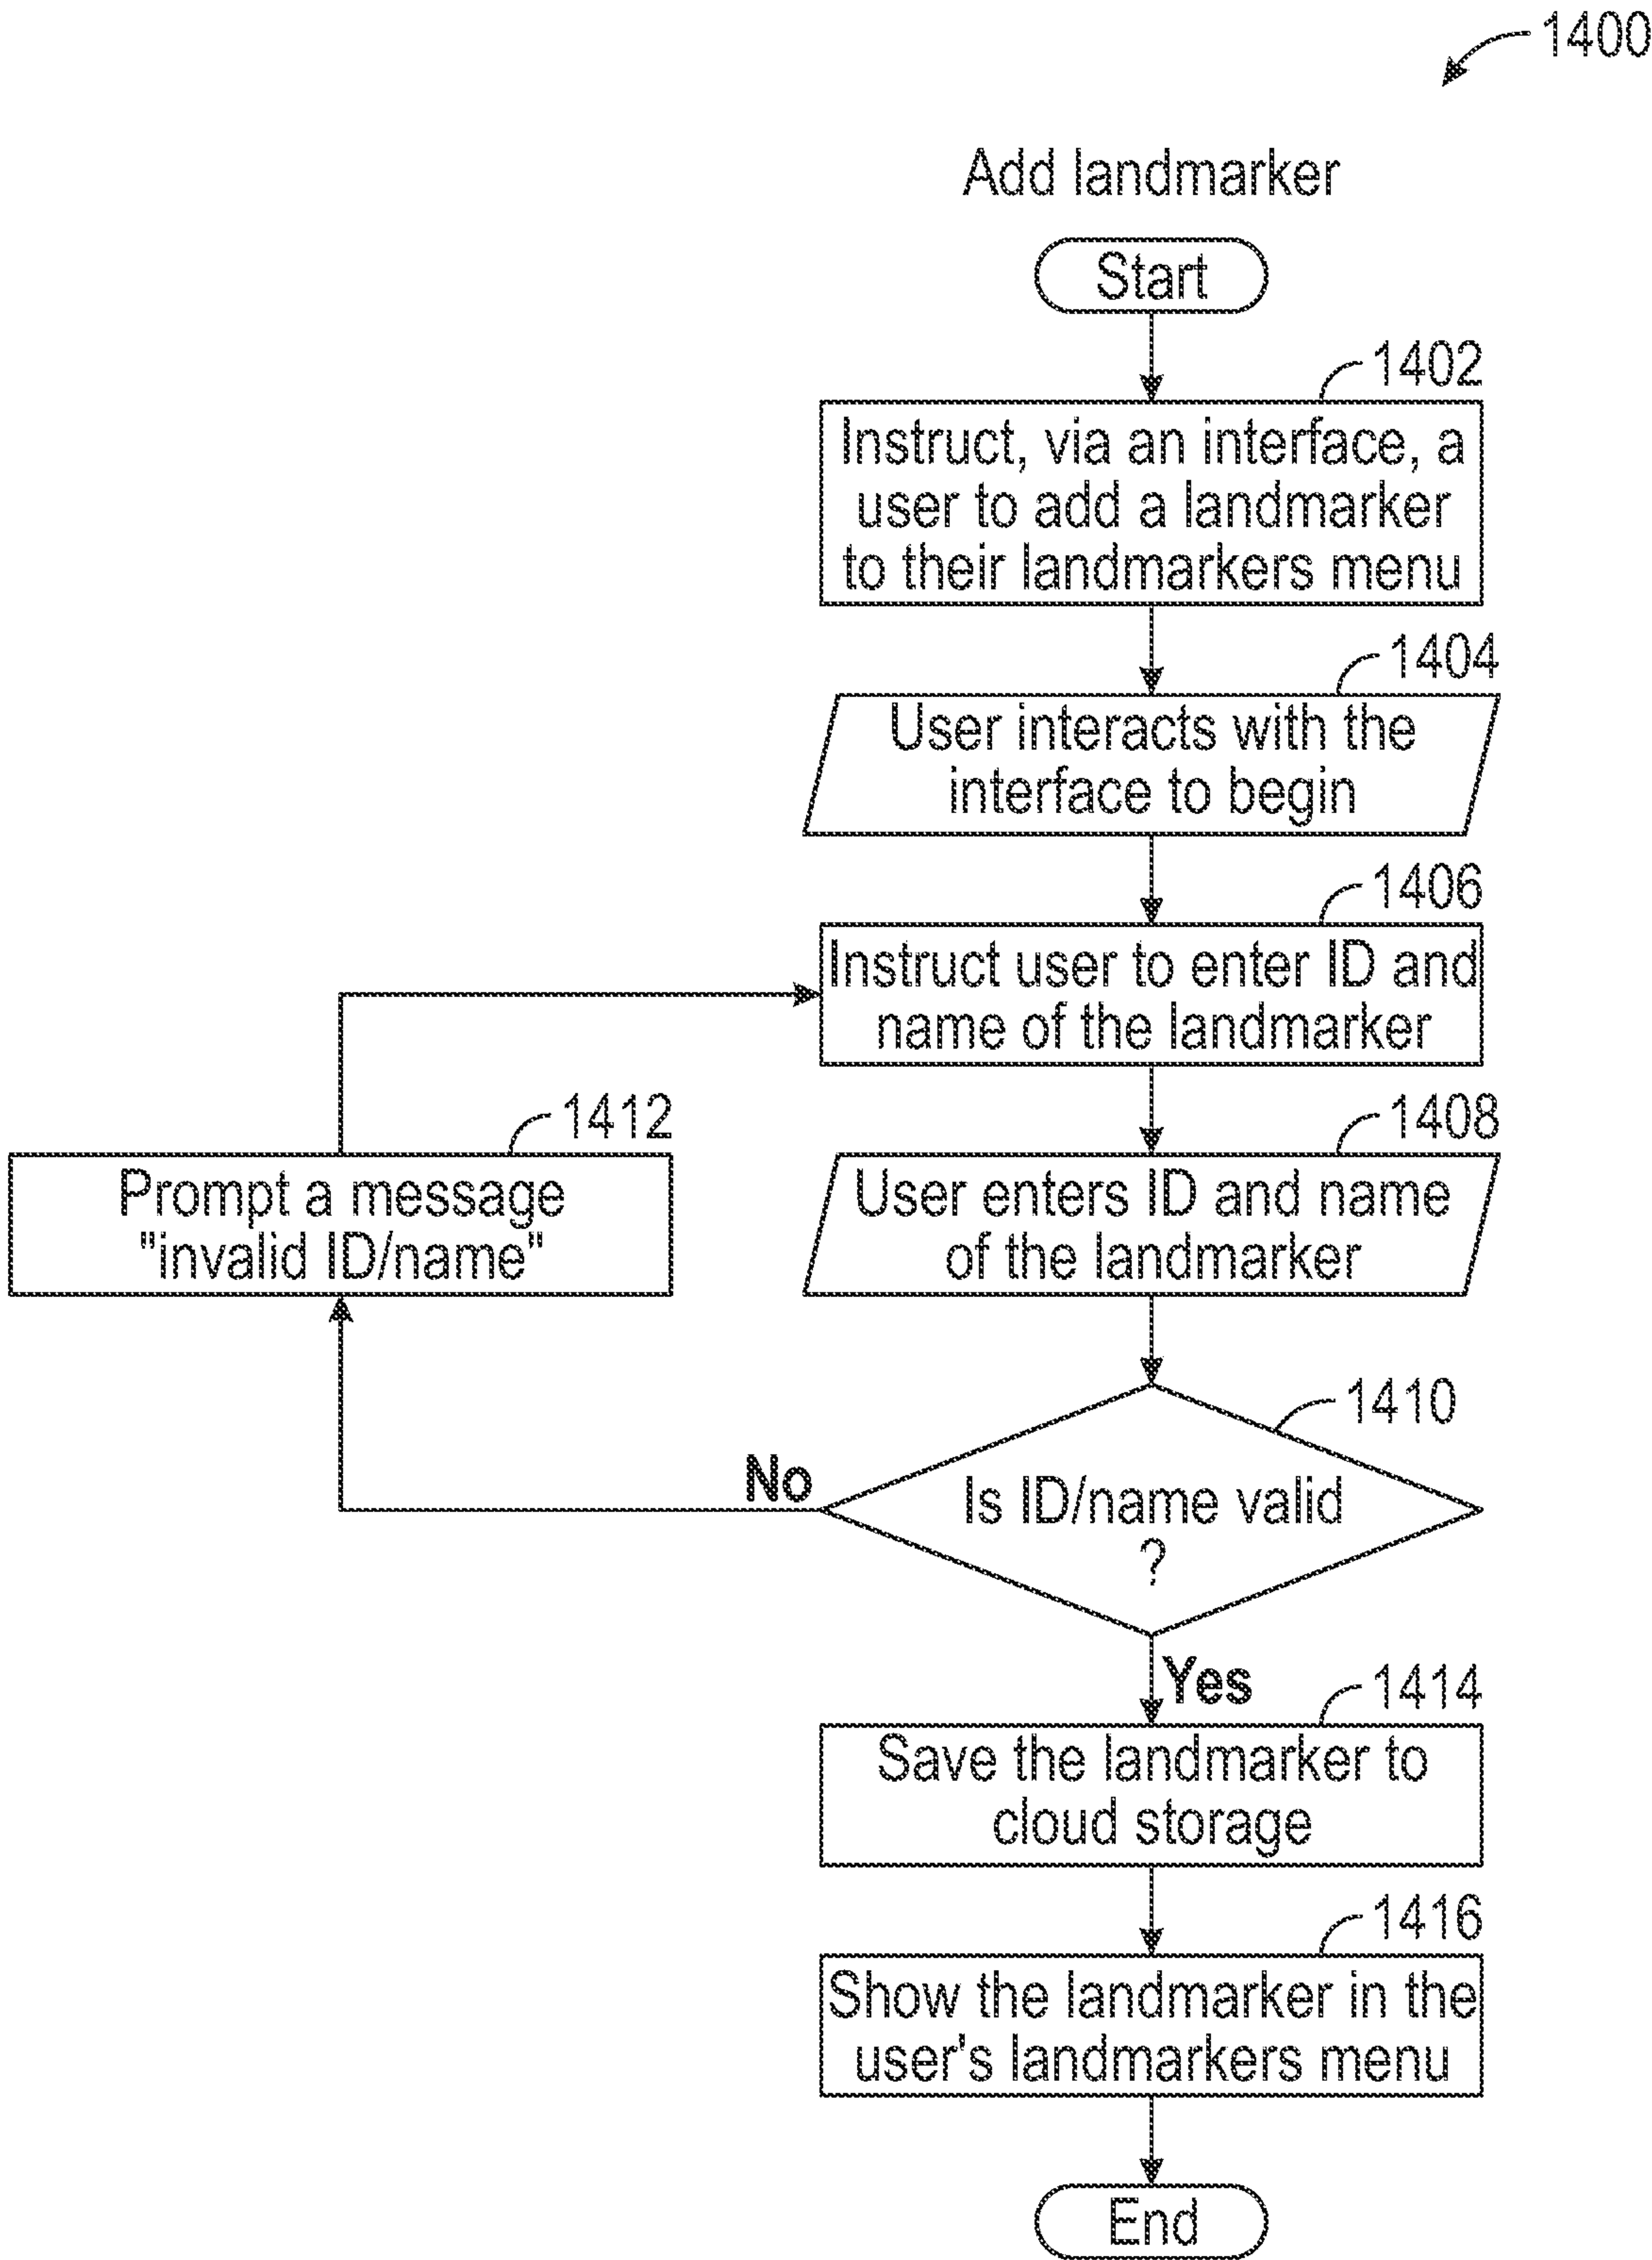 1400
Add landmarker
Start
1402
Instruct, via an interface, a
user to add a landmarker
to their landmarkers menu
1404
User interacts with the
interface to begin
1406
Instruct user to enter ID and
name of the landmarker
1412
Prompt a message
"invalid ID/name"
1408
User enters ID and name
of the landmarker
1410
Is ID/name valid
?
No
Yes
1414
Save the landmarker to
cloud storage
1416
Show the landmarker in the
user's landmarkers menu
End